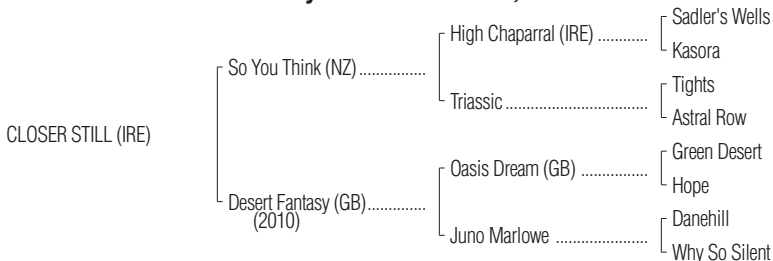 Sadler's Wells
High Chaparral (IRE) ............
Kasora
So You Think (NZ)................
Tights
Triassic ..................................
Astral Row
CLOSER STILL (IRE)
Green Desert
Oasis Dream (GB) ................
Hope
Desert Fantasy (GB)..............
(2010)
Danehill
Juno Marlowe ......................
Why So Silent